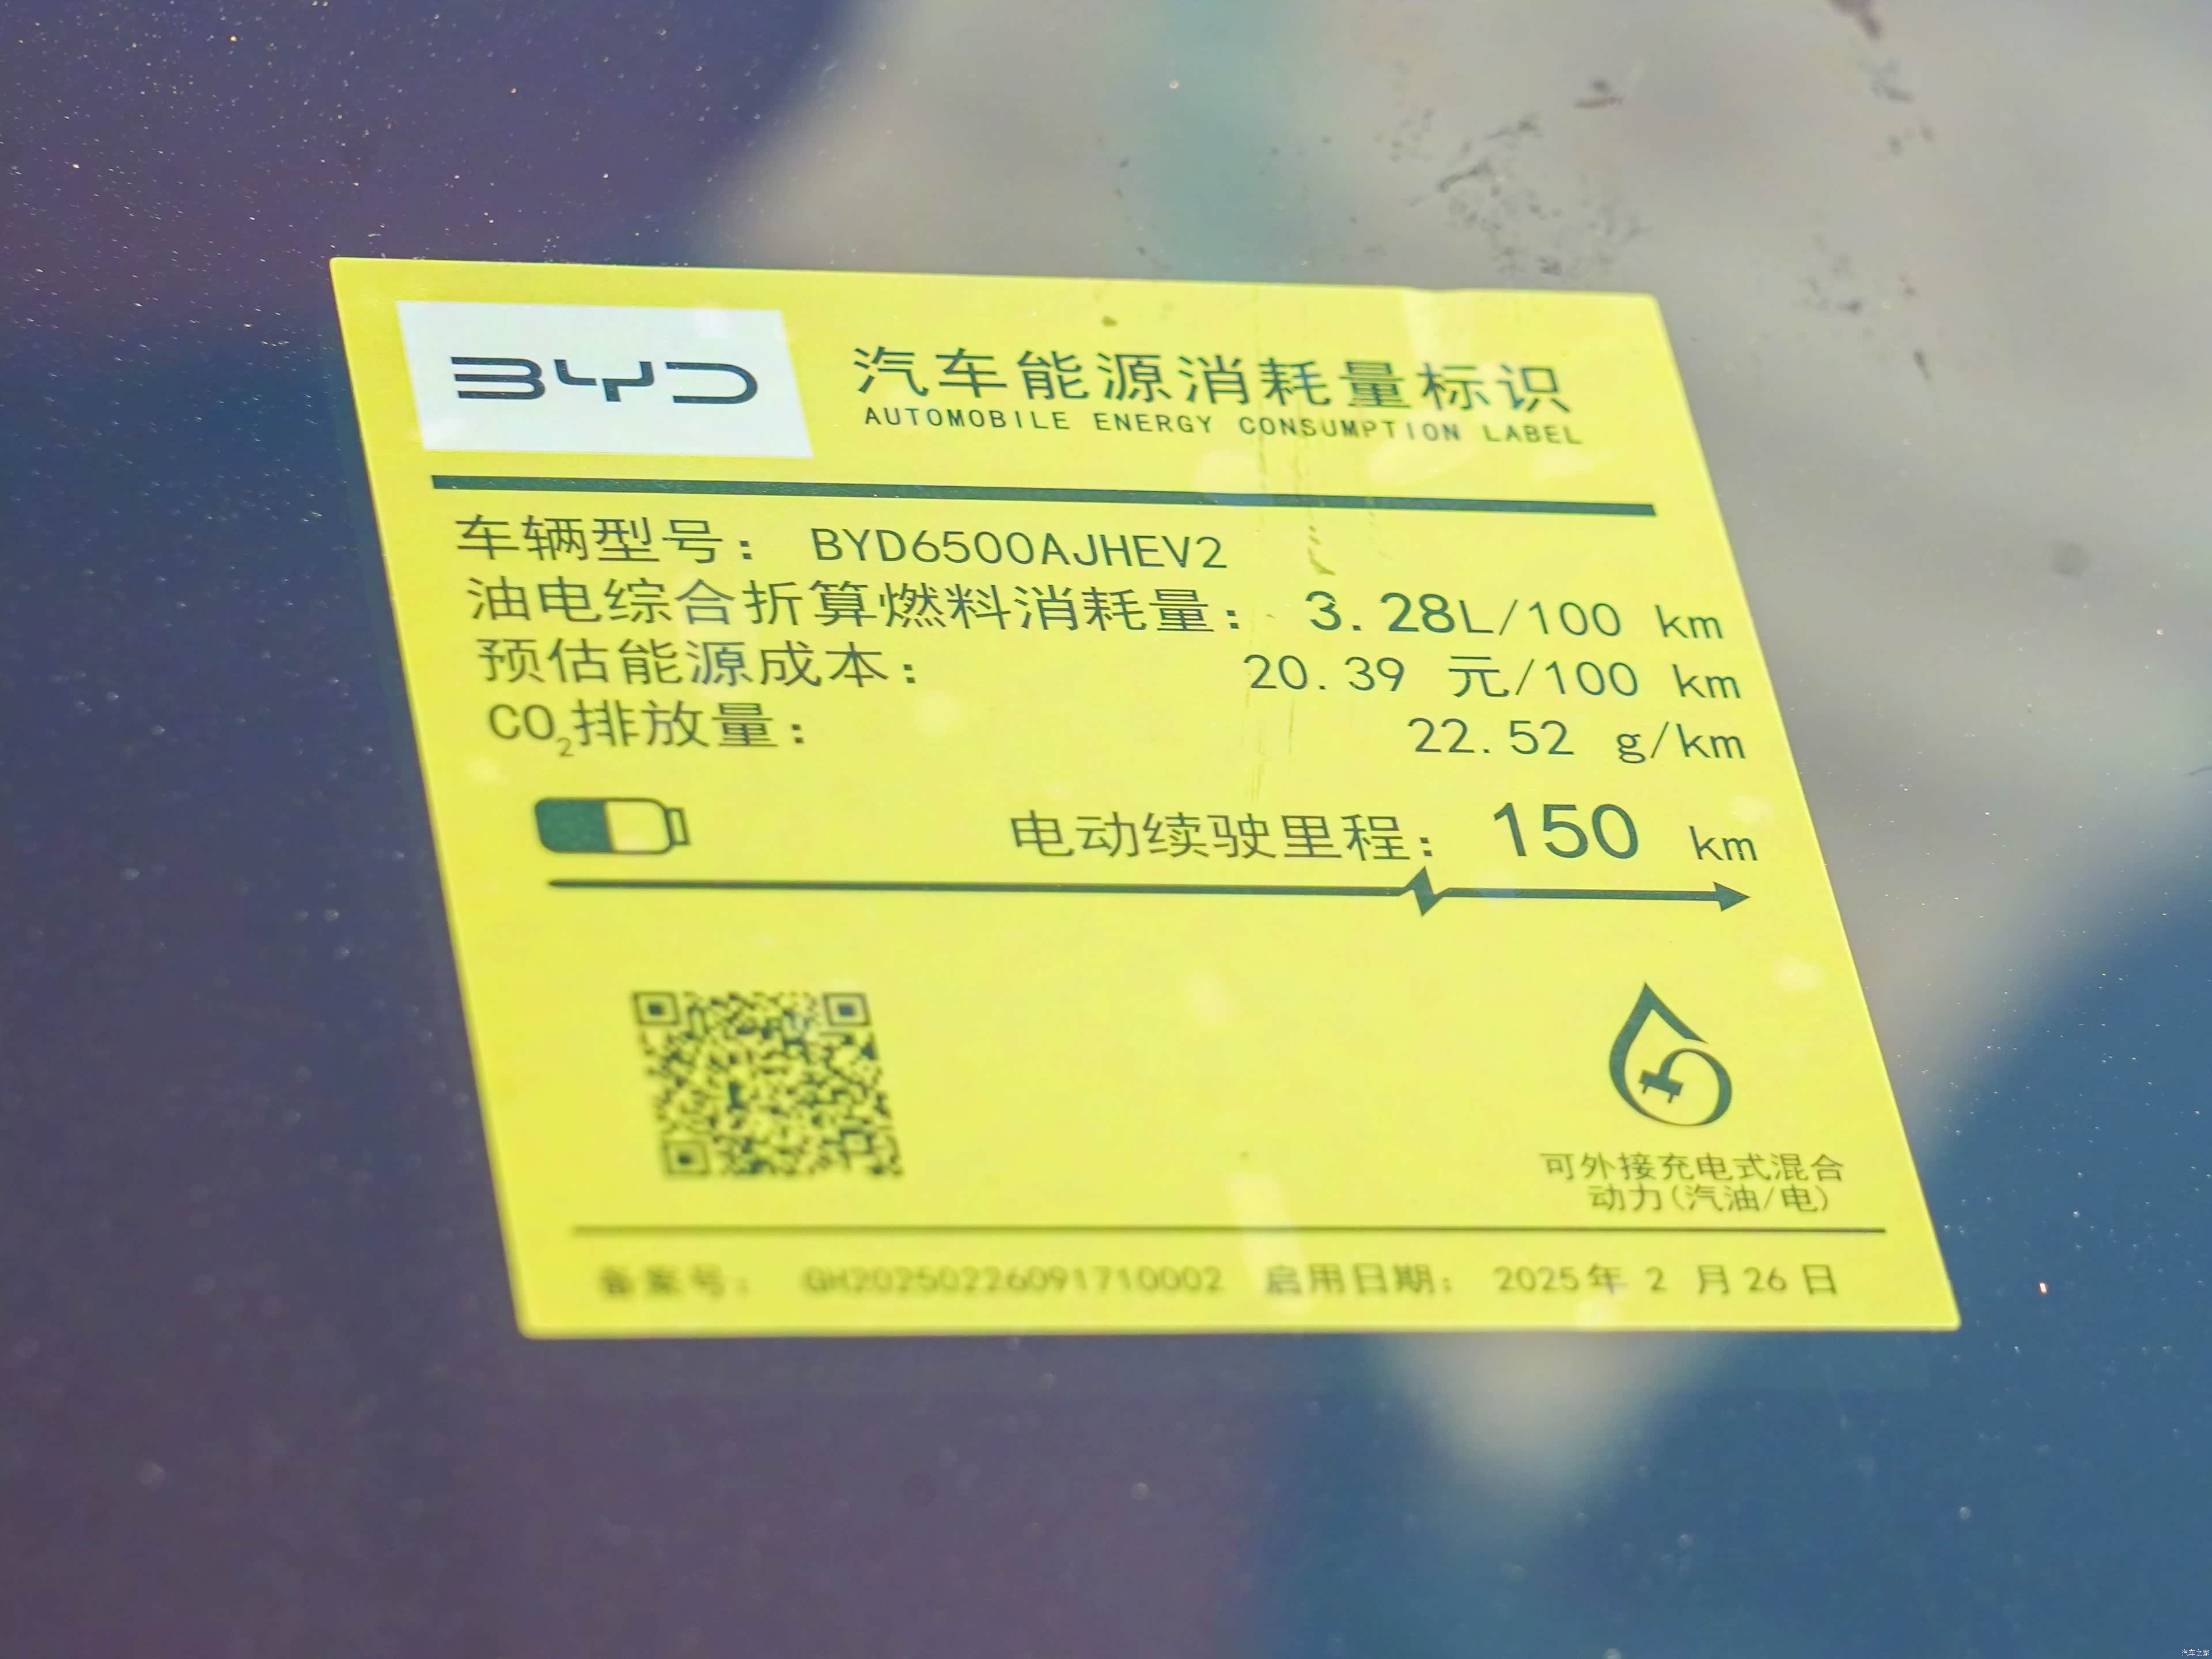 BYD
汽车能源消耗量标识
AUTOMOBILE ENERGY CONSUMPTION LABEL
车辆型号: BYD6500AJHEV2
油电综合折算燃料消耗量: 3.28L/100 km
预估能源成本: 20.39 元/100 km
CO₂排放量: 22.52 g/km
电动续驶里程: 150 km
可外接充电式混合
动力(汽油/电)
备案号: GH20250226091710002 启用日期: 2025年 2 月 26 日
汽车之家